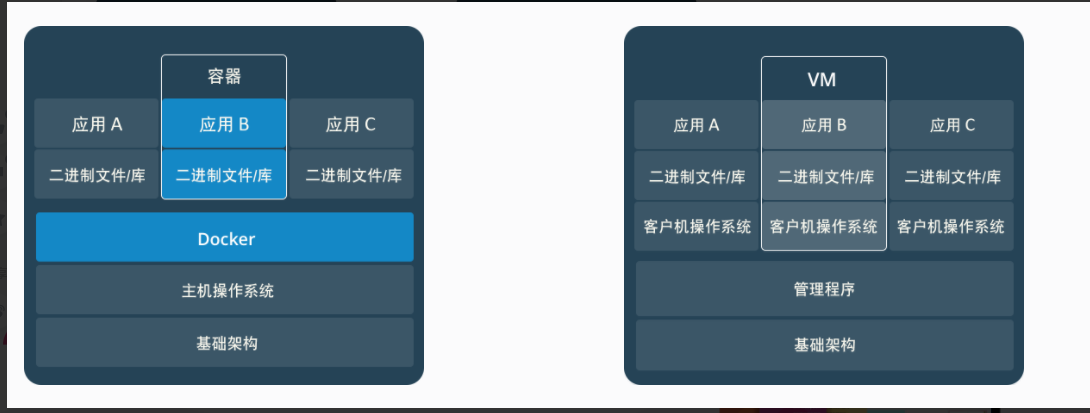 容器
应用 A
应用 B
应用 C
二进制文件/库
二进制文件/库
二进制文件/库
Docker
主机操作系统
基础架构
VM
应用 A
应用 B
应用 C
二进制文件/库
二进制文件/库
二进制文件/库
客户机操作系统
客户机操作系统
客户机操作系统
管理程序
基础架构